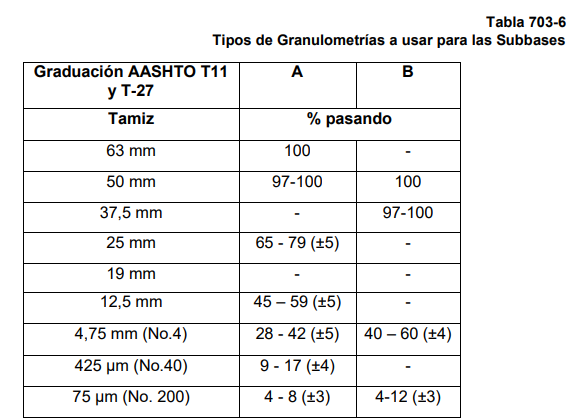 Tabla 703-6
Tipos de Granulometrías a usar para las Subbases
Graduación AASHTO T11 y T-27 A B
Tamiz % pasando
63 mm 100 -
50 mm 97-100 100
37,5 mm - 97-100
25 mm 65 - 79 (±5) -
19 mm - -
12,5 mm 45 – 59 (±5) -
4,75 mm (No.4) 28 - 42 (±5) 40 – 60 (±4)
425 µm (No.40) 9 - 17 (±4) -
75 µm (No. 200) 4 - 8 (±3) 4-12 (±3)